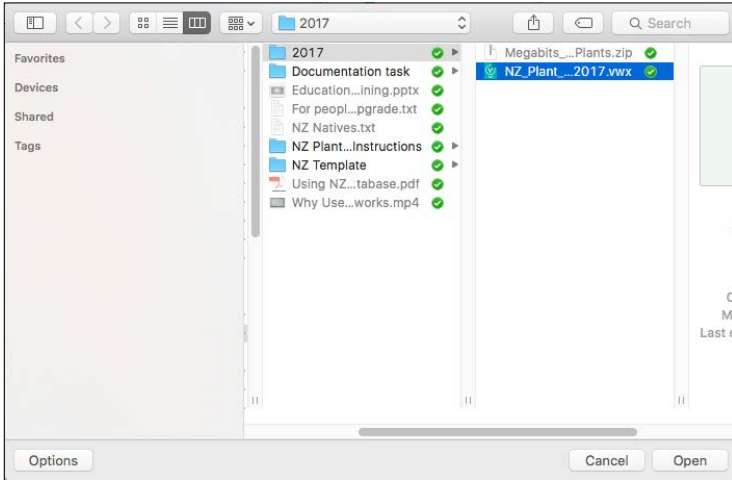 2017
Search
Favorites
Devices
Shared
Tags
2017
Documentation task
Education...ining.pptx
For peopl...pgrade.txt
NZ Natives.txt
NZ Plant...Instructions
NZ Template
Using NZ...tabase.pdf
Why Use...works.mp4
Megabits_...Plants.zip
NZ_Plant_...2017.vwx
C
M
Last
Options
Cancel
Open